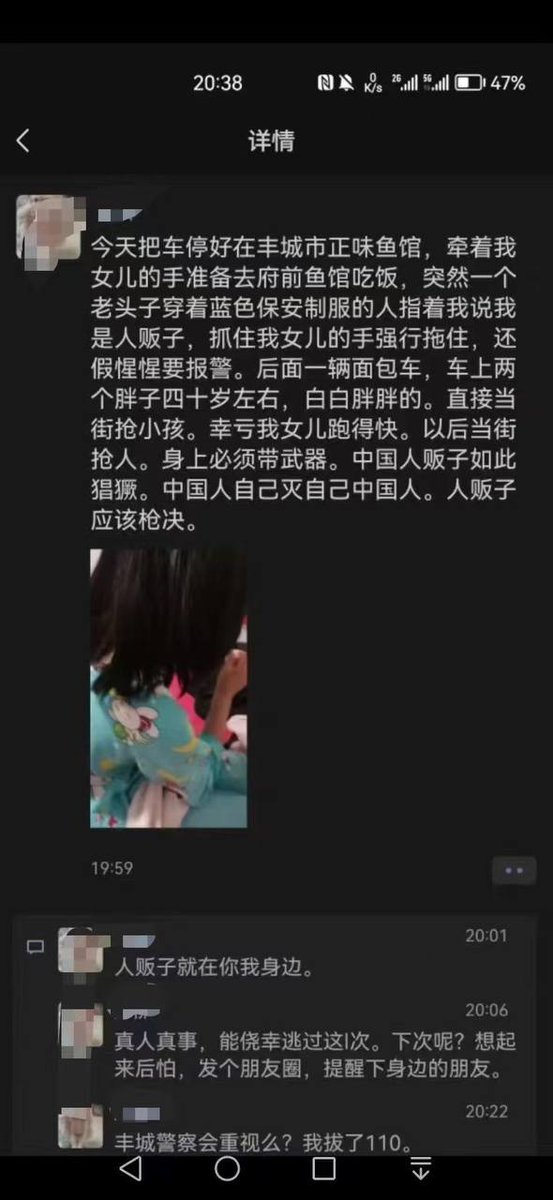 20:38
0
K/s
2G
5G
47%
详情
今天把车停好在丰城市正味鱼馆，牵着我
女儿的手准备去府前鱼馆吃饭，突然一个
老头子穿着蓝色保安制服的人指着我说我
是人贩子，抓住我女儿的手强行拖住，还
假惺惺要报警。后面一辆面包车，车上两
个胖子四十岁左右，白白胖胖的。直接当
街抢小孩。幸亏我女儿跑得快。以后当街
抢人。身上必须带武器。中国人贩子如此
猖獗。中国人自己灭自己中国人。人贩子
应该枪决。
19:59
20:01
人贩子就在你我身边。
20:06
真人真事，能侥幸逃过这l次。下次呢？想起
来后怕，发个朋友圈，提醒下身边的朋友。
20:22
丰城警察会重视么？我拔了110。